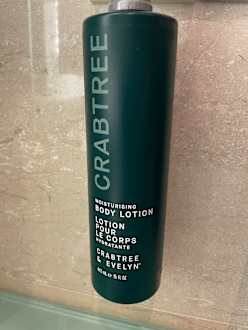 CRABTREE
MOISTURISING
BODY LOTION
LOTION
POUR
LE CORPS
HYDRATANTE
CRABTREE
& EVELYN®